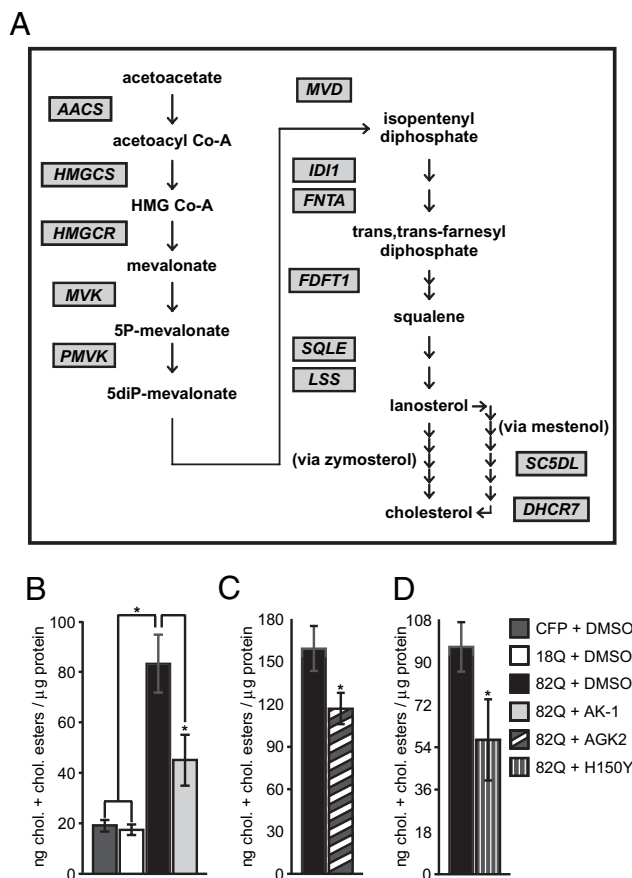 A
acetoacetate
AACS
acetoacyl Co-A
HMGCS
HMG Co-A
HMGCR
mevalonate
MVK
5P-mevalonate
PMVK
5diP-mevalonate
MVD
isopentenyl
diphosphate
IDI1
FNTA
trans,trans-farnesyl
diphosphate
FDFT1
squalene
SQLE
LSS
lanosterol
(via mestenol)
(via zymosterol)
SC5DL
cholesterol
DHCR7
B
ng chol. + chol. esters / µg protein
100
80
60
40
20
0
*
*
C
ng chol. + chol. esters / µg protein
180
150
120
90
60
30
0
*
D
ng chol. + chol. esters / µg protein
108
90
72
54
36
18
0
*
CFP + DMSO
18Q + DMSO
82Q + DMSO
82Q + AK-1
82Q + AGK2
82Q + H150Y